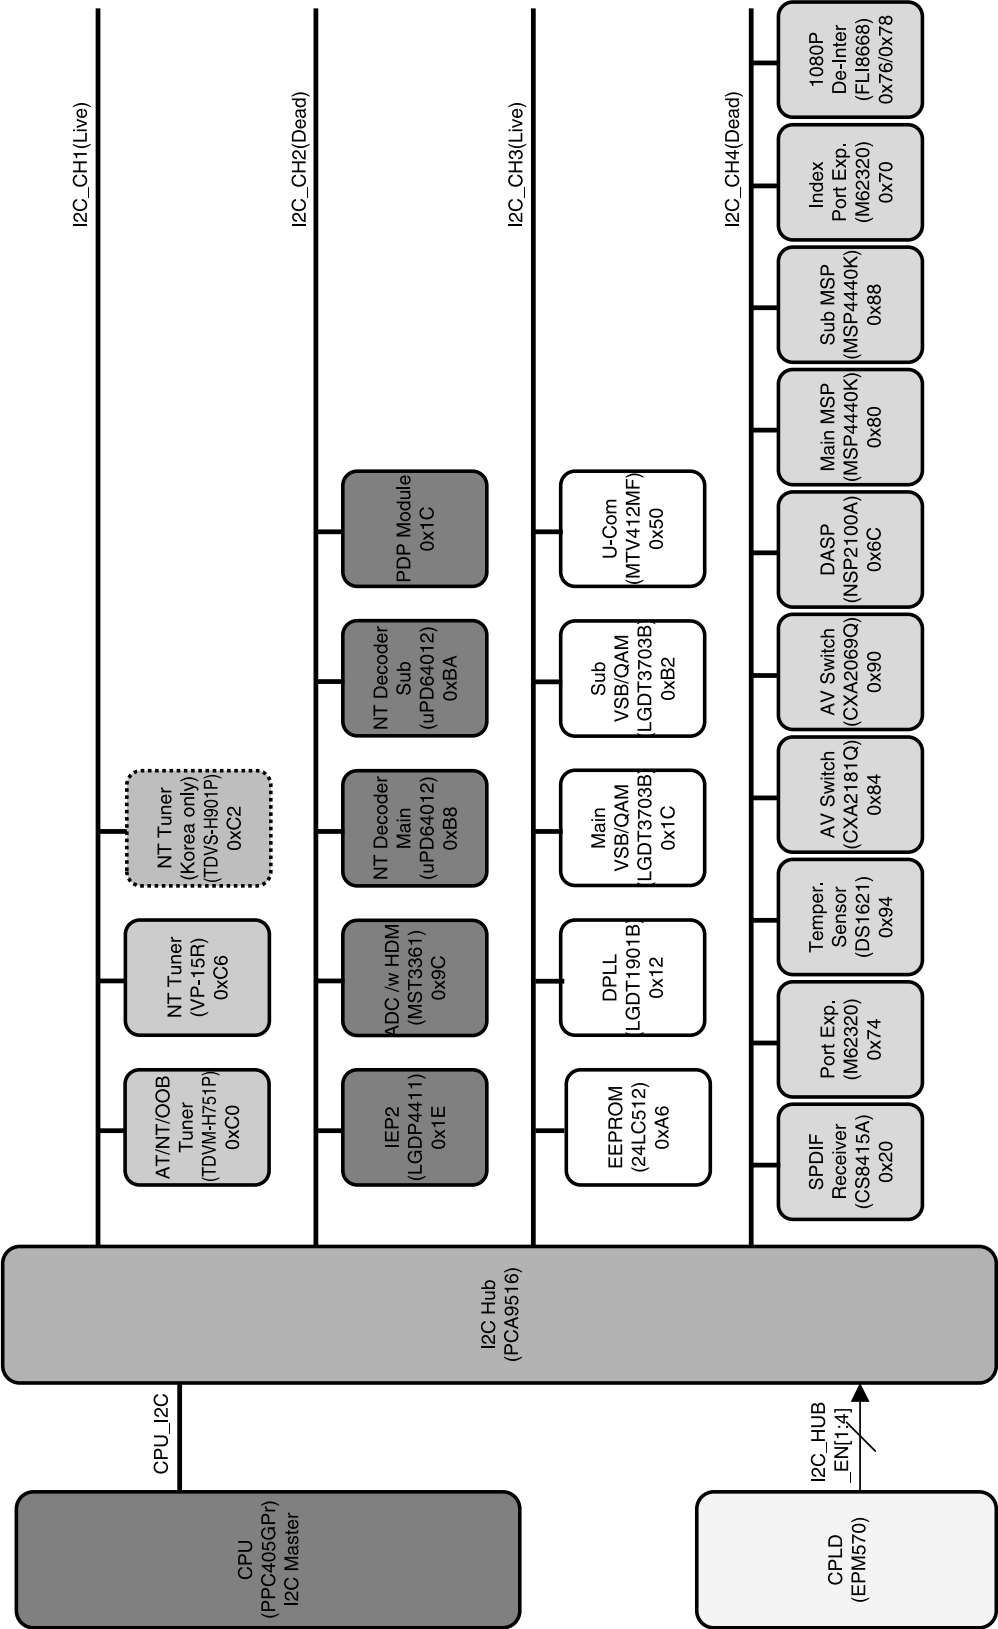 CPU
(PPC405GPr)
I2C Master
CPU_I2C
CPLD
(EPM570)
I2C_HUB
_EN[1:4]
I2C Hub
(PCA9516)
I2C_CH1(Live)
AT/NT/OOB
Tuner
(TDVM-H751P)
0xC0
NT Tuner
(VP-15R)
0xC6
NT Tuner
(Korea only)
(TDVS-H901P)
0xC2
I2C_CH2(Dead)
IEP2
(LGDP4411)
0x1E
ADC /w HDM
(MST3361)
0x9C
NT Decoder
Main
(uPD64012)
0xB8
NT Decoder
Sub
(uPD64012)
0xBA
PDP Module
0x1C
I2C_CH3(Live)
EEPROM
(24LC512)
0xA6
DPLL
(LGDT1901B)
0x12
Main
VSB/QAM
(LGDT3703B)
0x1C
Sub
VSB/QAM
(LGDT3703B)
0xB2
U-Com
(MTV412MF)
0x50
I2C_CH4(Dead)
SPDIF
Receiver
(CS8415A)
0x20
Port Exp.
(M62320)
0x74
Temper.
Sensor
(DS1621)
0x94
AV Switch
(CXA2181Q)
0x84
AV Switch
(CXA2069Q)
0x90
DASP
(NSP2100A)
0x6C
Main MSP
(MSP4440K)
0x80
Sub MSP
(MSP4440K)
0x88
Index
Port Exp.
(M62320)
0x70
1080P
De-Inter
(FLI8668)
0x76/0x78